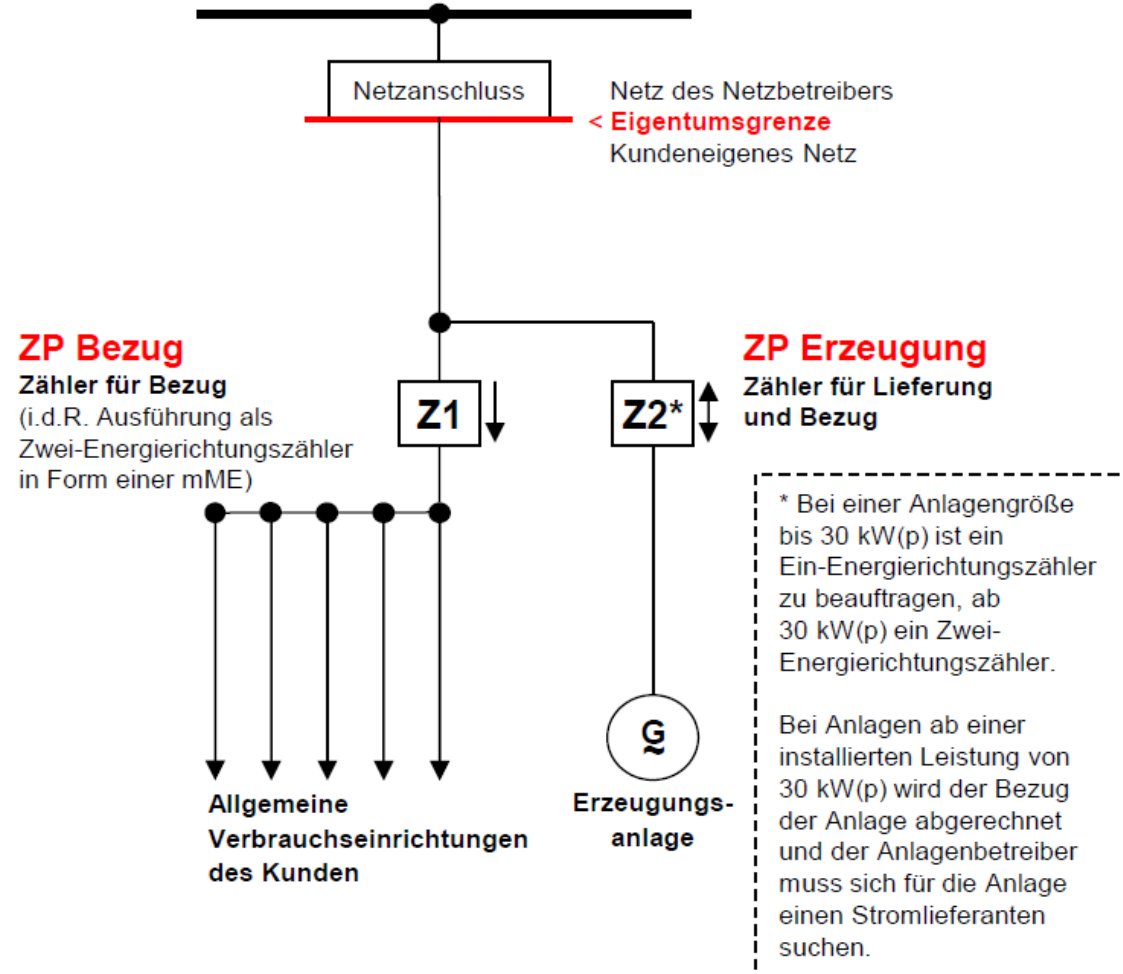 Netzanschluss
Netz des Netzbetreibers
< Eigentumsgrenze
Kundeneigenes Netz
ZP Bezug
Zähler für Bezug
(i.d.R. Ausführung als
Zwei-Energierichtungszähler
in Form einer mME)
Z1
Z2*
ZP Erzeugung
Zähler für Lieferung
und Bezug
* Bei einer Anlagengröße
bis 30 kW(p) ist ein
Ein-Energierichtungszähler
zu beauftragen, ab
30 kW(p) ein Zwei-
Energierichtungszähler.
Bei Anlagen ab einer
installierten Leistung von
30 kW(p) wird der Bezug
der Anlage abgerechnet
und der Anlagenbetreiber
muss sich für die Anlage
einen Stromlieferanten
suchen.
G
~
Allgemeine
Verbrauchseinrichtungen
des Kunden
Erzeugungs-
anlage